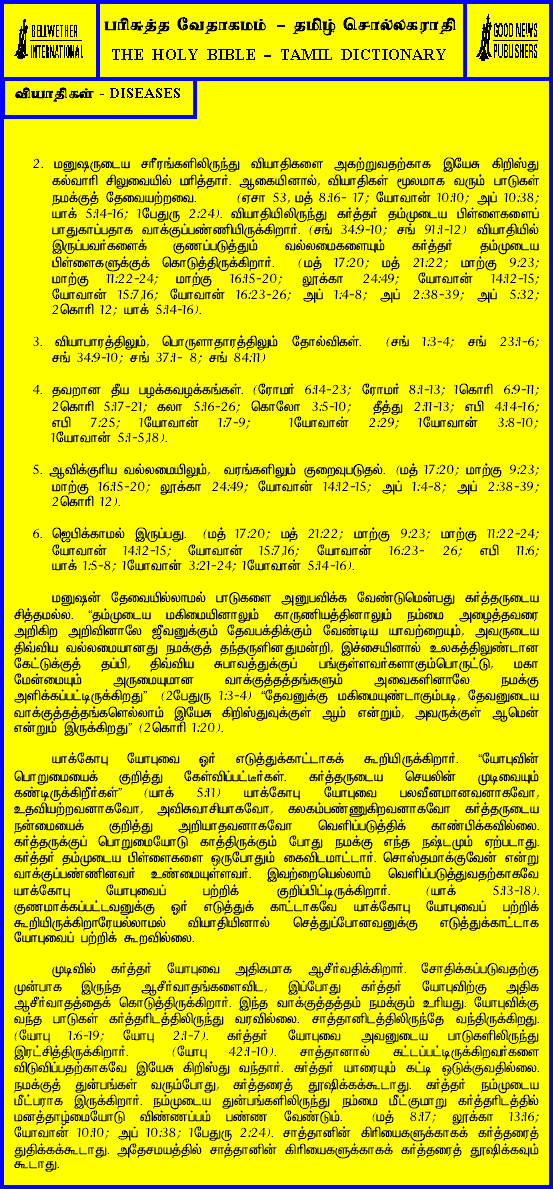 BELLWETHER
INTERNATIONAL
பரிசுத்த வேதாகமம் – தமிழ் சொல்லகராதி
THE HOLY BIBLE – TAMIL DICTIONARY
GOOD NEWS
PUBLISHERS
வியாதிகள் - DISEASES
2. மனுஷருடைய சரீரங்களிலிருந்து வியாதிகளை அகற்றுவதற்காக இயேசு கிறிஸ்து
கல்வாரி சிலுவையில் மரித்தார். ஆகையினால், வியாதிகள் மூலமாக வரும் பாடுகள்
நமக்குத் தேவையற்றவை. (ஏசா 53, மத் 8:16- 17; யோவான் 10:10; அப் 10:38;
யாக் 5:14-16; 1பேதுரு 2:24). வியாதியிலிருந்து கர்த்தர் தம்முடைய பிள்ளைகளைப்
பாதுகாப்பதாக வாக்குப்பண்ணியிருக்கிறார். (சங் 34:9-10; சங் 91:1-12) வியாதியில்
இருப்பவர்களைக் குணப்படுத்தும் வல்லமைகளையும் கர்த்தர் தம்முடைய
பிள்ளைகளுக்குக் கொடுத்திருக்கிறார். (மத் 17:20; மத் 21:22; மாற்கு 9:23;
மாற்கு 11:22-24; மாற்கு 16:15-20; லூக்கா 24:49; யோவான் 14:12-15;
யோவான் 15:7,16; யோவான் 16:23-26; அப் 1:4-8; அப் 2:38-39; அப் 5:32;
2கொரி 12; யாக் 5:14-16).
3. வியாபாரத்திலும், பொருளாதாரத்திலும் தோல்விகள். (சங் 1:3-4; சங் 23:1-6;
சங் 34:9-10; சங் 37:1- 8; சங் 84:11)
4. தவறான தீய பழக்கவழக்கங்கள். (ரோமர் 6:14-23; ரோமர் 8:1-13; 1கொரி 6:9-11;
2கொரி 5:17-21; கலா 5:16-26; கொலோ 3:5-10; தீத்து 2:11-13; எபி 4:14-16;
எபி 7:25; 1யோவான் 1:7-9; 1யோவான் 2:29; 1யோவான் 3:8-10;
1யோவான் 5:1-5,18).
5. ஆவிக்குரிய வல்லமையிலும், வரங்களிலும் குறைவுபடுதல். (மத் 17:20; மாற்கு 9:23;
மாற்கு 16:15-20; லூக்கா 24:49; யோவான் 14:12-15; அப் 1:4-8; அப் 2:38-39;
2கொரி 12).
6. ஜெபிக்காமல் இருப்பது. (மத் 17:20; மத் 21:22; மாற்கு 9:23; மாற்கு 11:22-24;
யோவான் 14:12-15; யோவான் 15:7,16; யோவான் 16:23- 26; எபி 11:6;
யாக் 1:5-8; 1யோவான் 3:21-24; 1யோவான் 5:14-16).
மனுஷன் தேவையில்லாமல் பாடுகளை அனுபவிக்க வேண்டுமென்பது கர்த்தருடைய
சித்தமல்ல. “தம்முடைய மகிமையினாலும் காருணியத்தினாலும் நம்மை அழைத்தவரை
அறிகிற அறிவினாலே ஜீவனுக்கும் தேவபக்திக்கும் வேண்டிய யாவற்றையும், அவருடைய
திவ்விய வல்லமையானது நமக்குத் தந்தருளினதுமன்றி, இச்சையினால் உலகத்திலுண்டான
கேட்டுக்குத் தப்பி, திவ்விய சுபாவத்துக்குப் பங்குள்ளவர்களாகும்பொருட்டு, மகா
மேன்மையும் அருமையுமான வாக்குத்தத்தங்களும் அவைகளினாலே நமக்கு
அளிக்கப்பட்டிருக்கிறது” (2பேதுரு 1:3-4) “தேவனுக்கு மகிமையுண்டாகும்படி, தேவனுடைய
வாக்குத்தத்தங்களெல்லாம் இயேசு கிறிஸ்துவுக்குள் ஆம் என்றும், அவருக்குள் ஆமென்
என்றும் இருக்கிறது” (2கொரி 1:20).
யாக்கோபு யோபுவை ஓர் எடுத்துக்காட்டாகக் கூறியிருக்கிறார். “யோபுவின்
பொறுமையைக் குறித்து கேள்விப்பட்டீர்கள். கர்த்தருடைய செயலின் முடிவையும்
கண்டிருக்கிறீர்கள்” (யாக் 5:11) யாக்கோபு யோபுவை பலவீனமானவனாகவோ,
உதவியற்றவனாகவோ, அவிசுவாசியாகவோ, கலகம்பண்ணுகிறவனாகவோ கர்த்தருடைய
நன்மையைக் குறித்து அறியாதவனாகவோ வெளிப்படுத்திக் காண்பிக்கவில்லை.
கர்த்தருக்குப் பொறுமையோடு காத்திருக்கும் போது நமக்கு எந்த நஷ்டமும் ஏற்படாது.
கர்த்தர் தம்முடைய பிள்ளைகளை ஒருபோதும் கைவிடமாட்டார். சொஸ்தமாக்குவேன் என்று
வாக்குப்பண்ணினவர் உண்மையுள்ளவர். இவற்றையெல்லாம் வெளிப்படுத்துவதற்காகவே
யாக்கோபு யோபுவைப் பற்றிக் குறிப்பிட்டிருக்கிறார். (யாக் 5:13-18).
குணமாக்கப்பட்டவனுக்கு ஓர் எடுத்துக் காட்டாகவே யாக்கோபு யோபுவைப் பற்றிக்
கூறியிருக்கிறாரேயல்லாமல் வியாதியினால் செத்துப்போனவனுக்கு எடுத்துக்காட்டாக
யோபுவைப் பற்றிக் கூறவில்லை.
முடிவில் கர்த்தர் யோபுவை அதிகமாக ஆசீர்வதிக்கிறார். சோதிக்கப்படுவதற்கு
முன்பாக இருந்த ஆசீர்வாதங்களைவிட, இப்போது கர்த்தர் யோபுவிற்கு அதிக
ஆசீர்வாதத்தைக் கொடுத்திருக்கிறார். இந்த வாக்குத்தத்தம் நமக்கும் உரியது. யோபுவிக்கு
வந்த பாடுகள் கர்த்தரிடத்திலிருந்து வரவில்லை. சாத்தானிடத்திலிருந்தே வந்திருக்கிறது.
(யோபு 1:6-19; யோபு 2:1-7). கர்த்தர் யோபுவை அவனுடைய பாடுகளிலிருந்து
இரட்சித்திருக்கிறார். (யோபு 42:1-10). சாத்தானால் கட்டப்பட்டிருக்கிறவர்களை
விடுவிப்பதற்காகவே இயேசு கிறிஸ்து வந்தார். கர்த்தர் யாரையும் கட்டி ஒடுக்குவதில்லை.
நமக்குத் துன்பங்கள் வரும்போது, கர்த்தரைத் தூஷிக்கக்கூடாது. கர்த்தர் நம்முடைய
மீட்பராக இருக்கிறார். நம்முடைய துன்பங்களிலிருந்து நம்மை மீட்குமாறு கர்த்தரிடத்தில்
மனத்தாழ்மையோடு விண்ணப்பம் பண்ண வேண்டும். (மத் 8:17; லூக்கா 13:16;
யோவான் 10:10; அப் 10:38; 1பேதுரு 2:24). சாத்தானின் கிரியைகளுக்காகக் கர்த்தரைத்
துதிக்கக்கூடாது. அதேசமயத்தில் சாத்தானின் கிரியைகளுக்காகக் கர்த்தரைத் தூஷிக்கவும்
கூடாது.